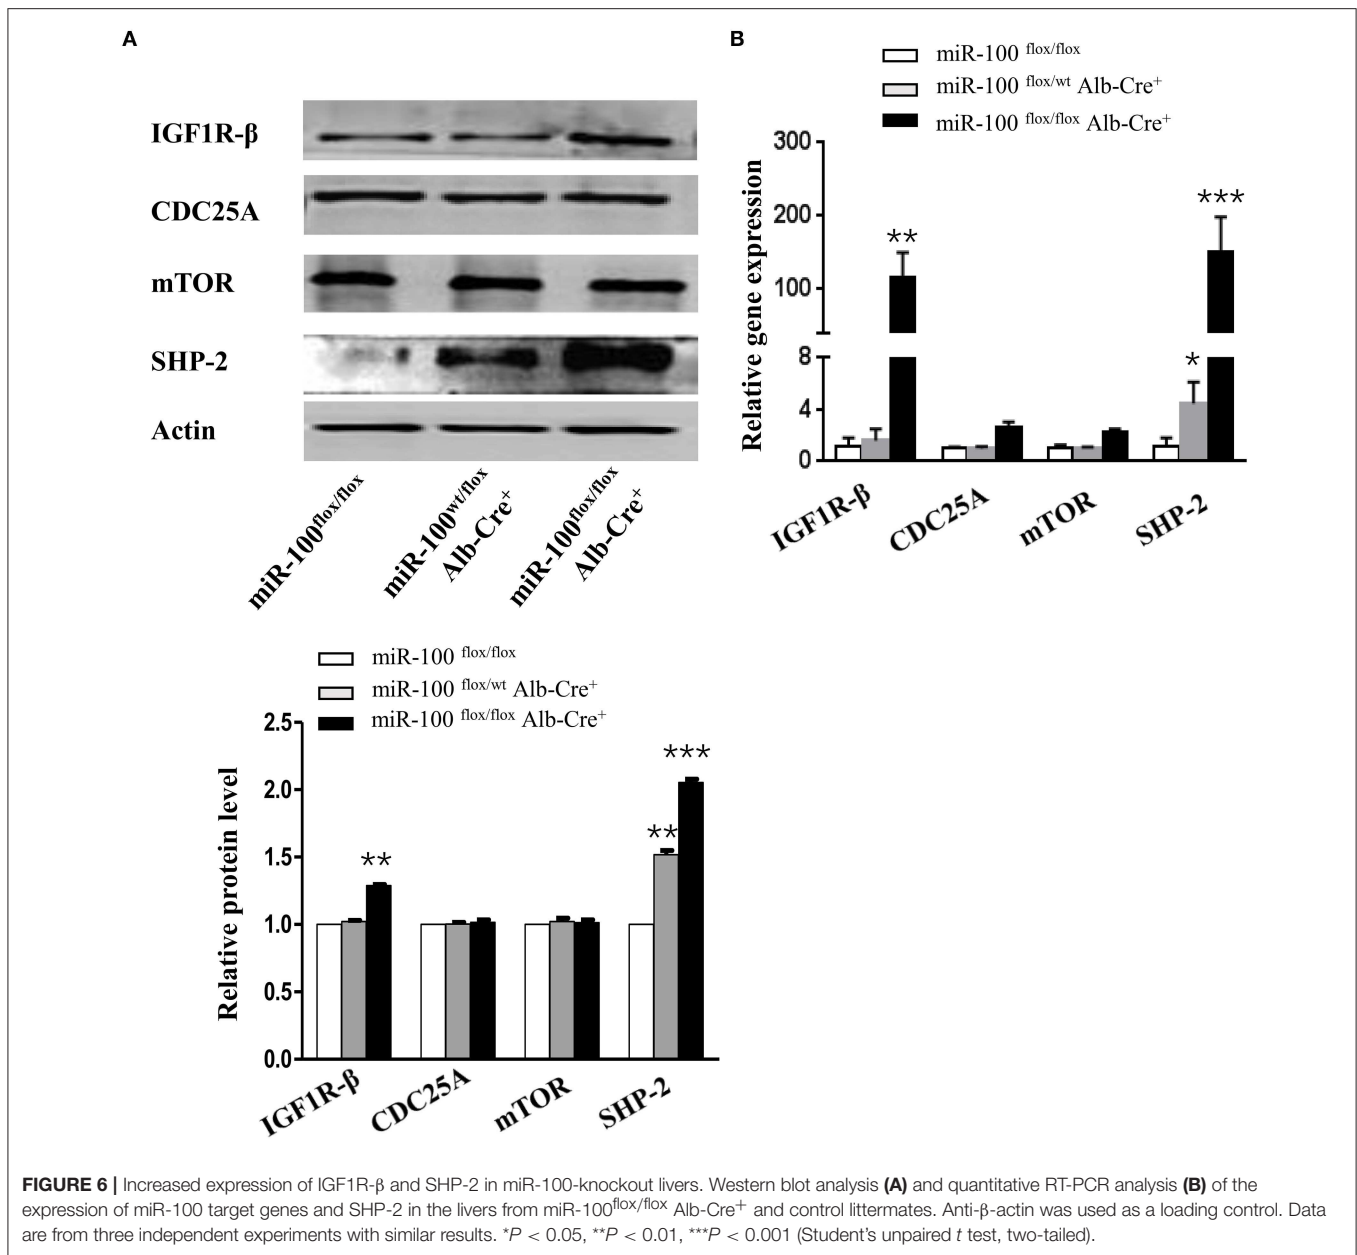 A
IGF1R-β
CDC25A
mTOR
SHP-2
Actin
miR-100flox/flox
miR-100wt/flox
Alb-Cre+
miR-100flox/flox
Alb-Cre+
miR-100 flox/flox
miR-100 flox/wt Alb-Cre+
miR-100 flox/flox Alb-Cre+
Relative protein level
2.5
2.0
1.5
1.0
0.5
0.0
**
**
***
IGF1R-β
CDC25A
mTOR
SHP-2
B
miR-100 flox/flox
miR-100 flox/wt Alb-Cre+
miR-100 flox/flox Alb-Cre+
Relative gene expression
300
200
100
8
4
0
**
*
***
IGF1R-β
CDC25A
mTOR
SHP-2
FIGURE 6 | Increased expression of IGF1R-β and SHP-2 in miR-100-knockout livers. Western blot analysis (A) and quantitative RT-PCR analysis (B) of the
expression of miR-100 target genes and SHP-2 in the livers from miR-100flox/flox Alb-Cre+ and control littermates. Anti-β-actin was used as a loading control. Data
are from three independent experiments with similar results. *P < 0.05, **P < 0.01, ***P < 0.001 (Student's unpaired t test, two-tailed).